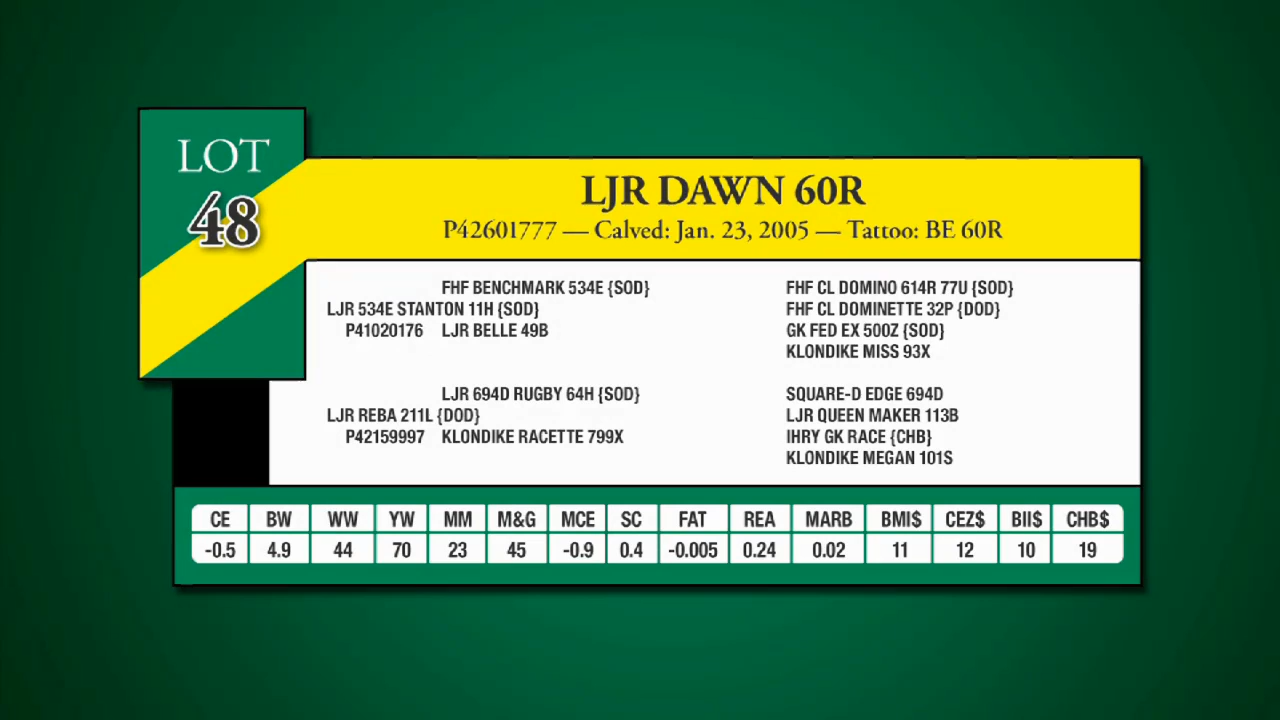 LOT
48
LJR DAWN 60R
P42601777 — Calved: Jan. 23, 2005 — Tattoo: BE 60R
FHF BENCHMARK 534E {SOD}
LJR 534E STANTON 11H {SOD}
P41020176 LJR BELLE 49B
FHF CL DOMINO 614R 77U {SOD}
FHF CL DOMINETTE 32P {DOD}
GK FED EX 500Z {SOD}
KLONDIKE MISS 93X
LJR 694D RUGBY 64H {SOD}
LJR REBA 211L {DOD}
P42159997 KLONDIKE RACETTE 799X
SQUARE-D EDGE 694D
LJR QUEEN MAKER 113B
IHRY GK RACE {CHB}
KLONDIKE MEGAN 101S
CE BW WW YW MM M&G MCE SC FAT REA MARB BMI$ CEZ$ BII$ CHB$
-0.5 4.9 44 70 23 45 -0.9 0.4 -0.005 0.24 0.02 11 12 10 19